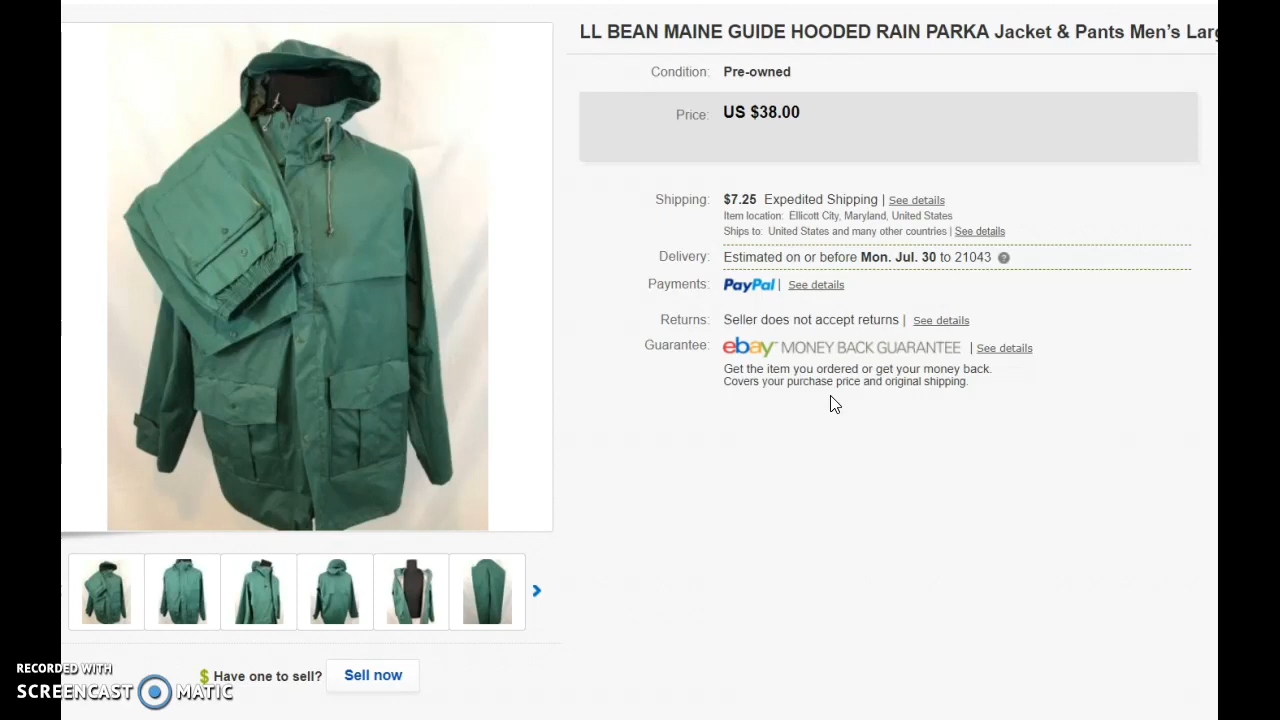 LL BEAN MAINE GUIDE HOODED RAIN PARKA Jacket & Pants Men's Larg
Condition: Pre-owned
Price: US $38.00
Shipping: $7.25 Expedited Shipping | See details
Item location: Ellicott City, Maryland, United States
Ships to: United States and many other countries | See details
Delivery: Estimated on or before Mon. Jul. 30 to 21043 ?
Payments: PayPal | See details
Returns: Seller does not accept returns | See details
Guarantee: ebay MONEY BACK GUARANTEE | See details
Get the item you ordered or get your money back.
Covers your purchase price and original shipping.
$ Have one to sell? Sell now
RECORDED WITH
SCREENCAST MATIC